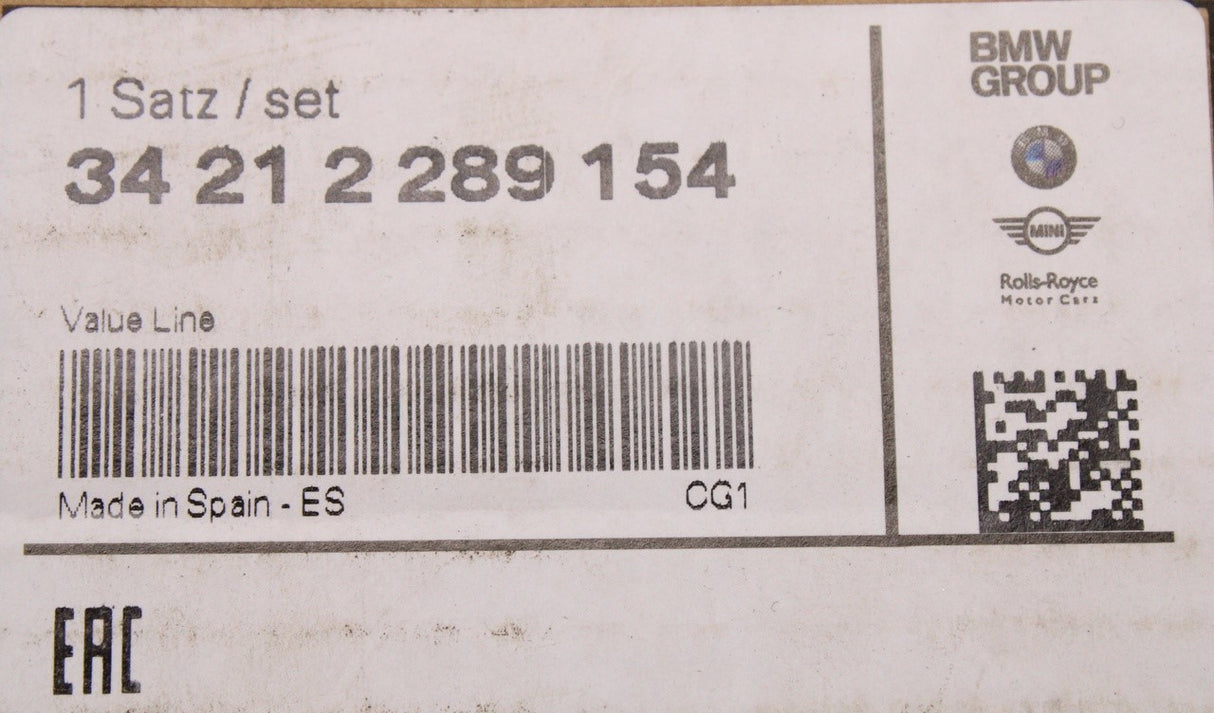 1 Satz / set
34 21 2 289 154
Value Line
Made in Spain - ES
CG1
BMW
GROUP
MINI
Rolls-Royce
Motor Cars
EAC